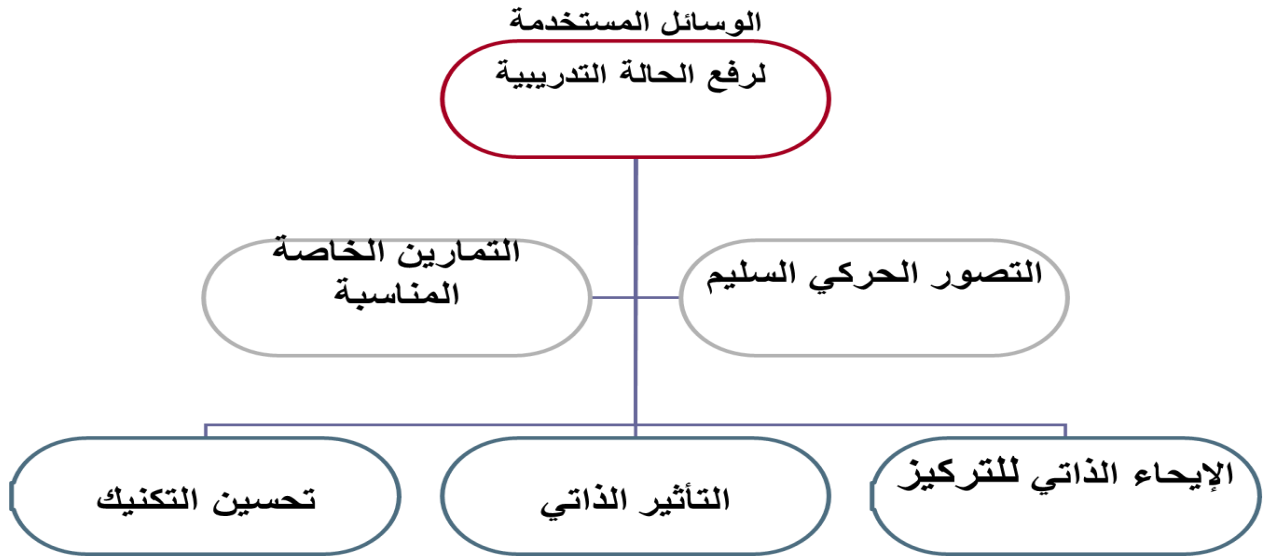 الوسائل المستخدمة
لرفع الحالة التدريبية
التصور الحركي السليم
التمارين الخاصة
المناسبة
الإيحاء الذاتي للتركيز
التأثير الذاتي
تحسين التكنيك